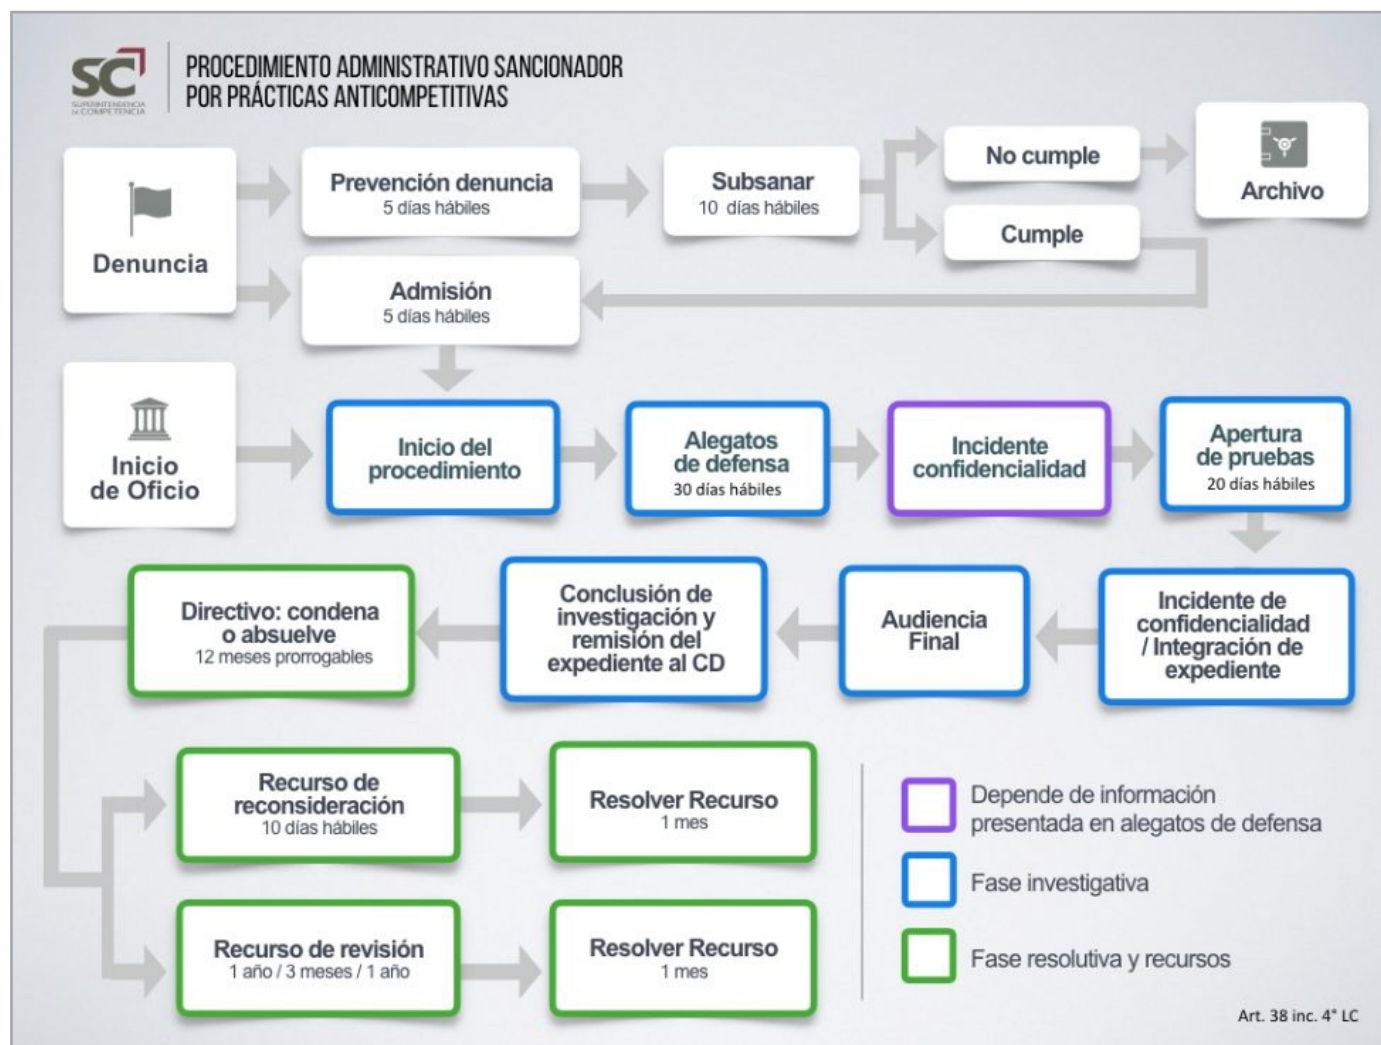 SC
SUPERINTENDENCIA
DE COMPETENCIA
PROCEDIMIENTO ADMINISTRATIVO SANCIONADOR
POR PRÁCTICAS ANTICOMPETITIVAS
Denuncia
Prevención denuncia
5 días hábiles
Subsanar
10 días hábiles
No cumple
Archivo
Cumple
Admisión
5 días hábiles
Inicio
de Oficio
Inicio del
procedimiento
Alegatos
de defensa
30 días hábiles
Incidente
confidencialidad
Apertura
de pruebas
20 días hábiles
Incidente de
confidencialidad
/ Integración de
expediente
Audiencia
Final
Conclusión de
investigación y
remisión del
expediente al CD
Directivo: condena
o absuelve
12 meses prorrogables
Recurso de
reconsideración
10 días hábiles
Resolver Recurso
1 mes
Recurso de revisión
1 año / 3 meses / 1 año
Resolver Recurso
1 mes
Depende de información
presentada en alegatos de defensa
Fase investigativa
Fase resolutiva y recursos
Art. 38 inc. 4° LC